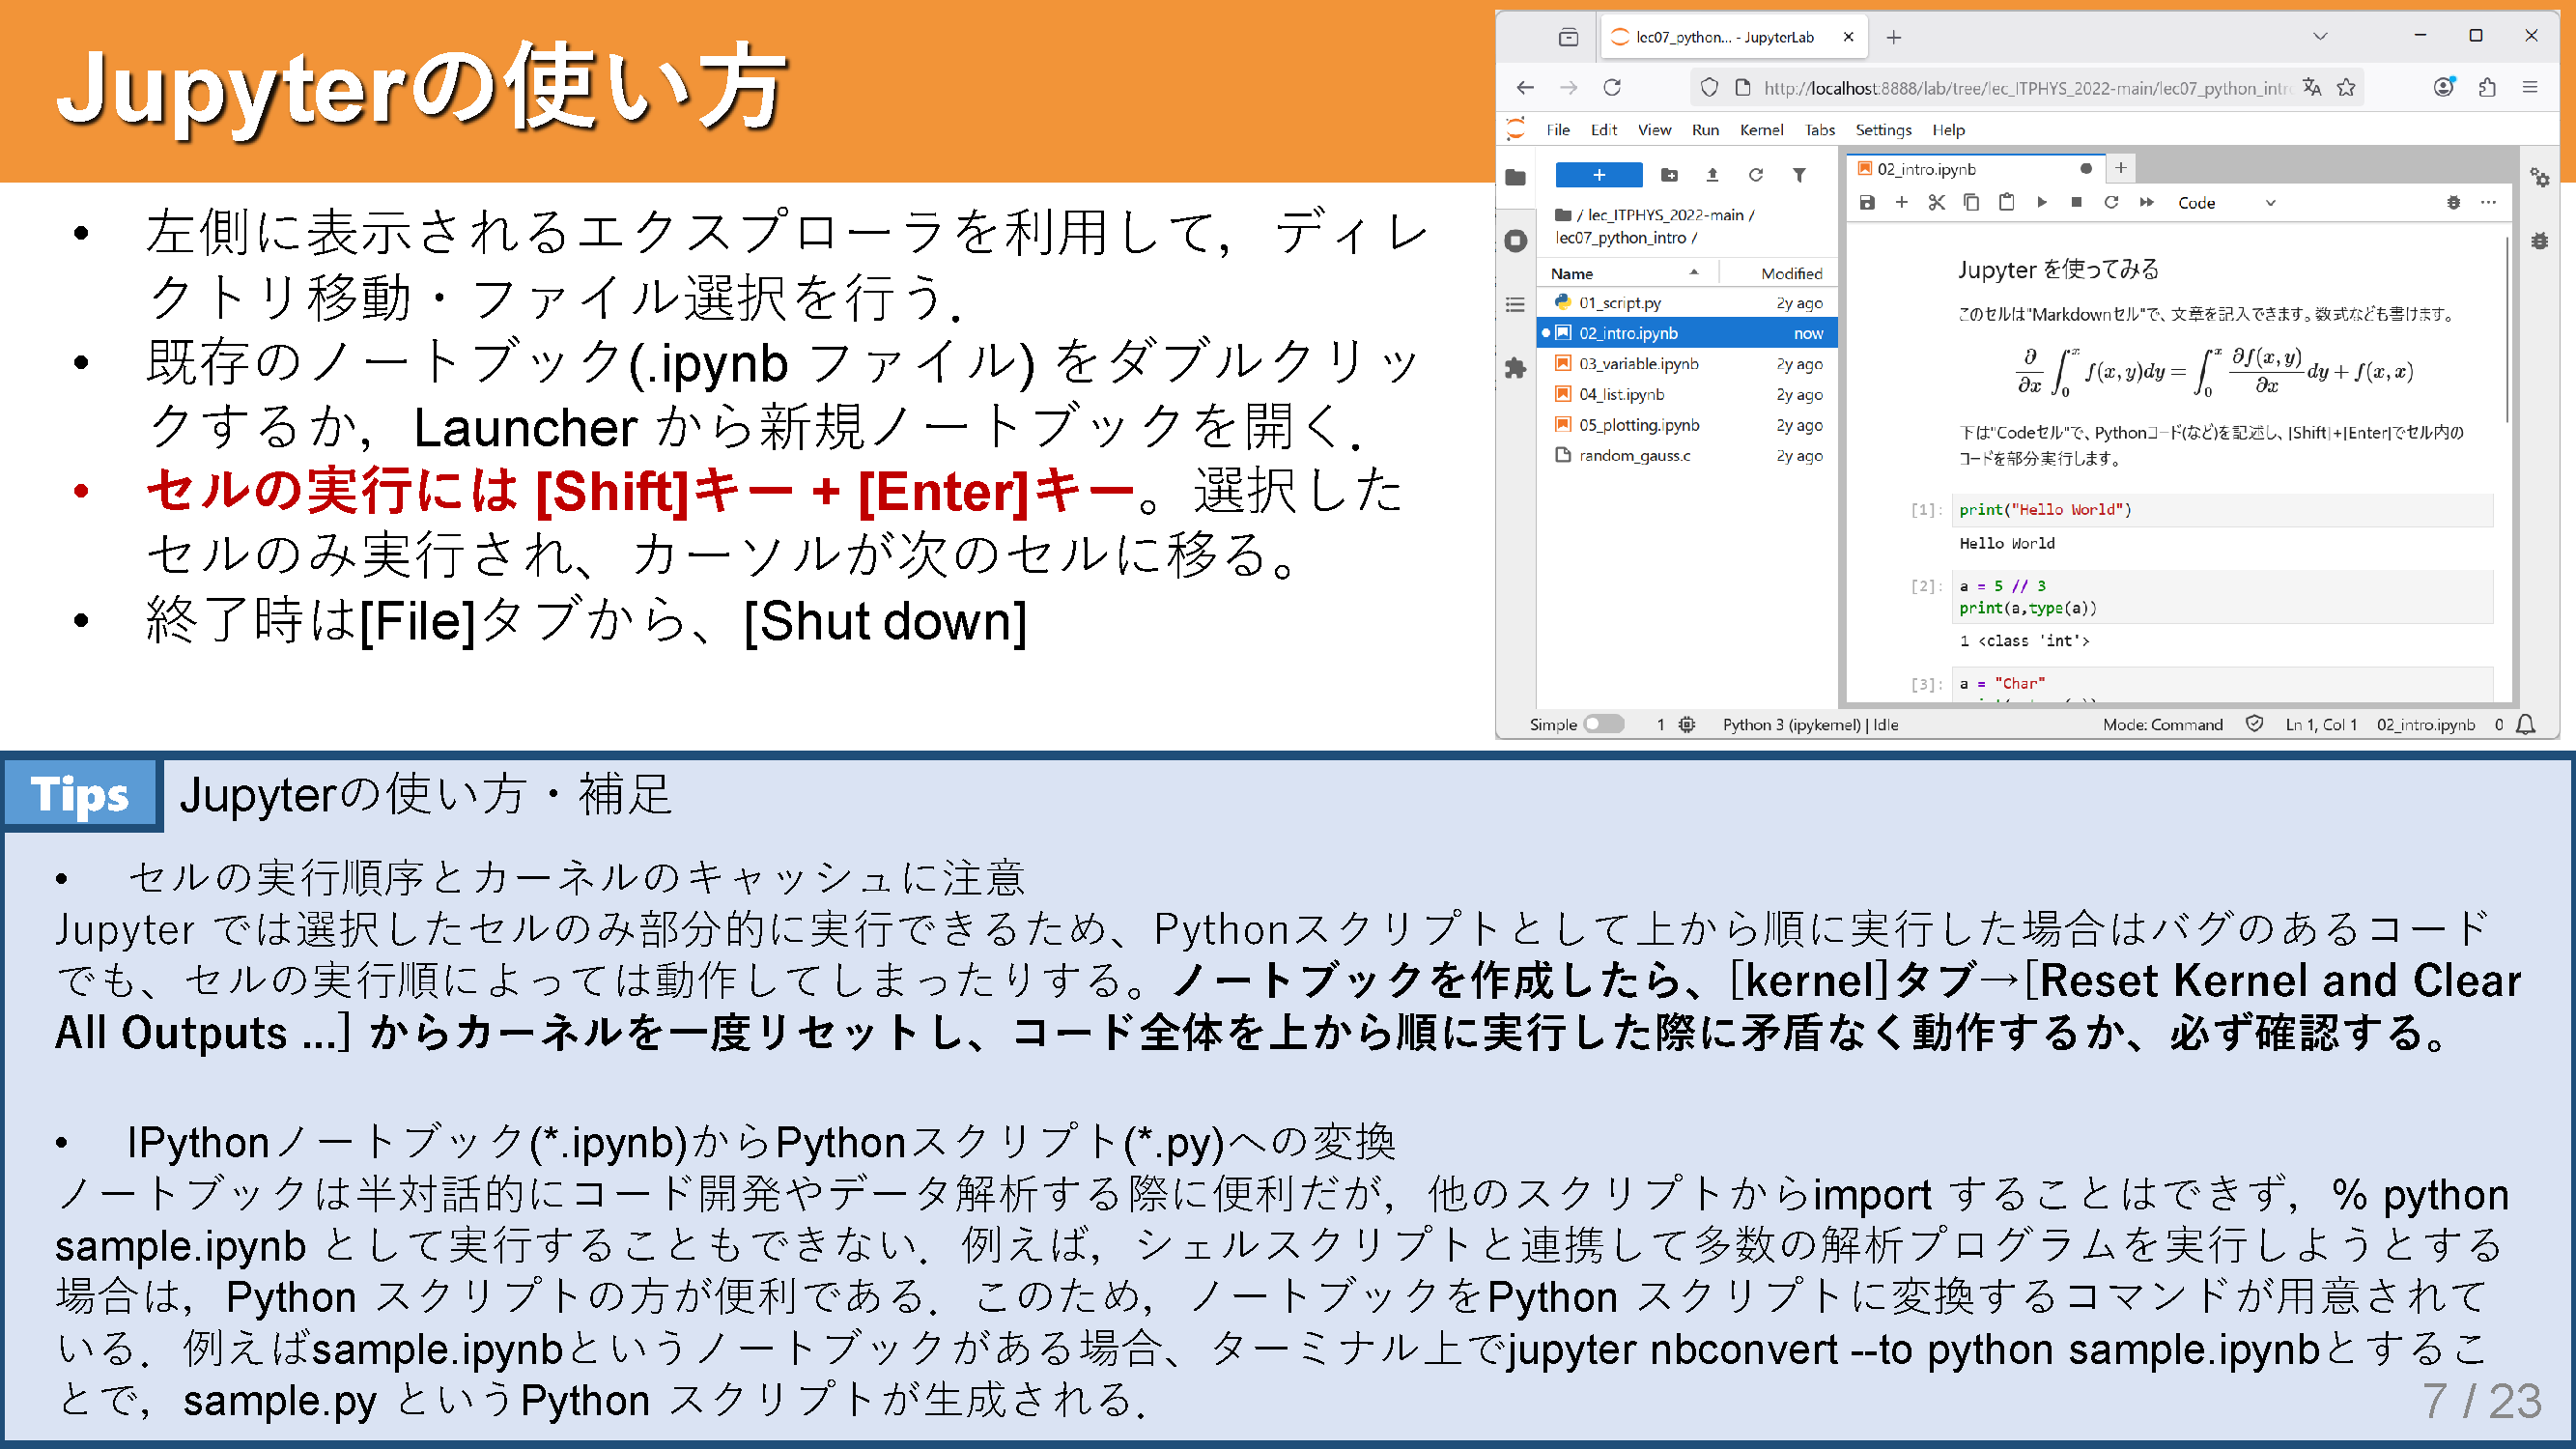 Jupyterの使い方
• 左側に表示されるエクスプローラを利用して，ディレ
クトリ移動・ファイル選択を行う．
• 既存のノートブック(.ipynb ファイル) をダブルクリッ
クするか，Launcher から新規ノートブックを開く．
• セルの実行には [Shift]キー + [Enter]キー。選択した
セルのみ実行され、カーソルが次のセルに移る。
• 終了時は[File]タブから、[Shut down]
lec07_python... - JupyterLab
http://localhost:8888/lab/tree/lec_ITPHYS_2022-main/lec07_python_intr
File Edit View Run Kernel Tabs Settings Help
/ lec_ITPHYS_2022-main /
lec07_python_intro /
Name Modified
01_script.py 2y ago
02_intro.ipynb now
03_variable.ipynb 2y ago
04_list.ipynb 2y ago
05_plotting.ipynb 2y ago
random_gauss.c 2y ago
02_intro.ipynb
Code
Jupyter を使ってみる
このセルは"Markdownセル"で、文章を記入できます。数式なども書けます。
∂/∂x ∫₀ˣ f(x,y)dy = ∫₀ˣ ∂f(x,y)/∂x dy + f(x,x)
下は"Codeセル"で、Pythonコード(など)を記述し、[Shift]+[Enter]でセル内の
コードを部分実行します。
[1]: print("Hello World")
Hello World
[2]: a = 5 // 3
print(a,type(a))
1 <class 'int'>
[3]: a = "Char"
Simple 1 Python 3 (ipykernel) | Idle Mode: Command Ln 1, Col 1 02_intro.ipynb 0
Tips Jupyterの使い方・補足
• セルの実行順序とカーネルのキャッシュに注意
Jupyter では選択したセルのみ部分的に実行できるため、Pythonスクリプトとして上から順に実行した場合はバグのあるコード
でも、セルの実行順によっては動作してしまったりする。ノートブックを作成したら、[kernel]タブ→[Reset Kernel and Clear
All Outputs ...] からカーネルを一度リセットし、コード全体を上から順に実行した際に矛盾なく動作するか、必ず確認する。
• IPythonノートブック(*.ipynb)からPythonスクリプト(*.py)への変換
ノートブックは半対話的にコード開発やデータ解析する際に便利だが，他のスクリプトからimport することはできず，% python
sample.ipynb として実行することもできない．例えば，シェルスクリプトと連携して多数の解析プログラムを実行しようとする
場合は，Python スクリプトの方が便利である．このため，ノートブックをPython スクリプトに変換するコマンドが用意されて
いる．例えばsample.ipynbというノートブックがある場合、ターミナル上でjupyter nbconvert --to python sample.ipynbとするこ
とで，sample.py というPython スクリプトが生成される．
7 / 23